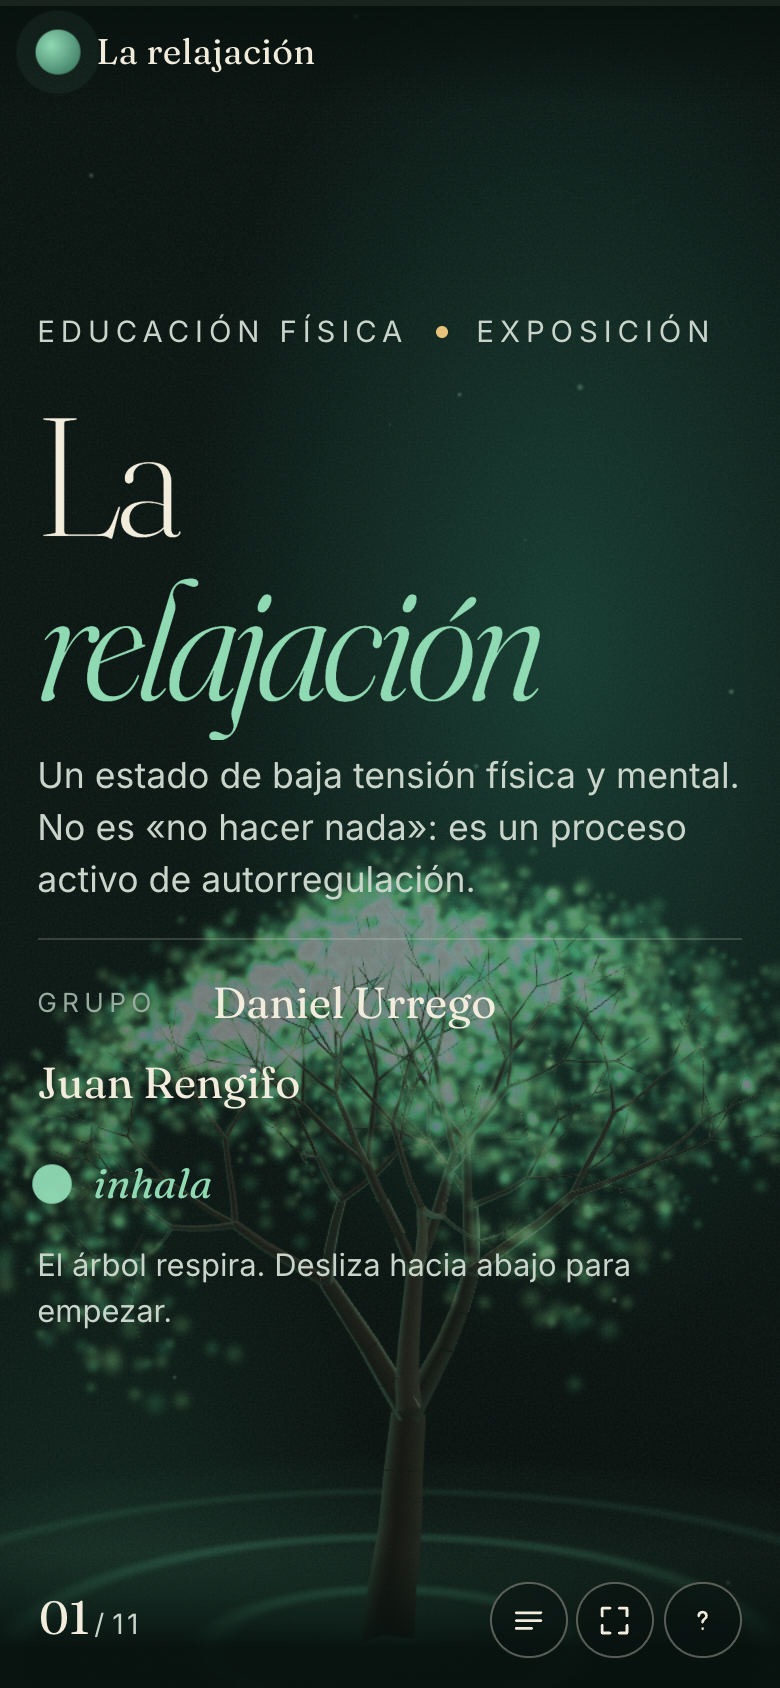 La relajación
EDUCACIÓN FÍSICA • EXPOSICIÓN
La
relajación
Un estado de baja tensión física y mental.
No es «no hacer nada»: es un proceso
activo de autorregulación.
GRUPO Daniel Urrego
Juan Rengifo
inhala
El árbol respira. Desliza hacia abajo para
empezar.
01 / 11
?